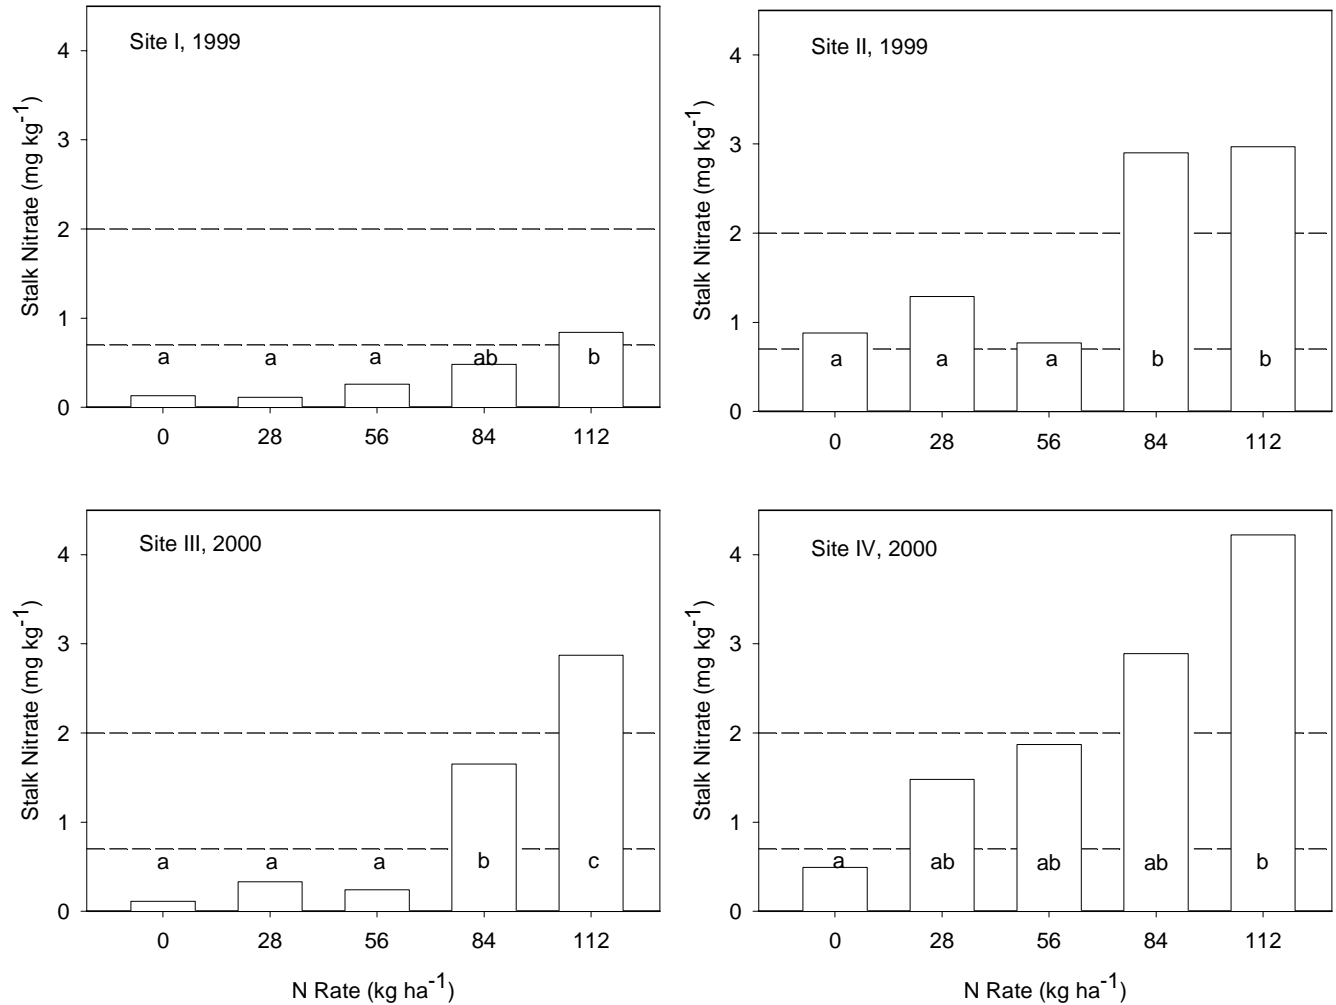 Site I, 1999
Stalk Nitrate (mg kg-1)
4
3
2
1
0
a a a ab b
0 28 56 84 112
Site II, 1999
Stalk Nitrate (mg kg-1)
4
3
2
1
0
a a a b b
0 28 56 84 112
Site III, 2000
Stalk Nitrate (mg kg-1)
4
3
2
1
0
a a a b c
0 28 56 84 112
N Rate (kg ha-1)
Site IV, 2000
Stalk Nitrate (mg kg-1)
4
3
2
1
0
a ab ab ab b
0 28 56 84 112
N Rate (kg ha-1)